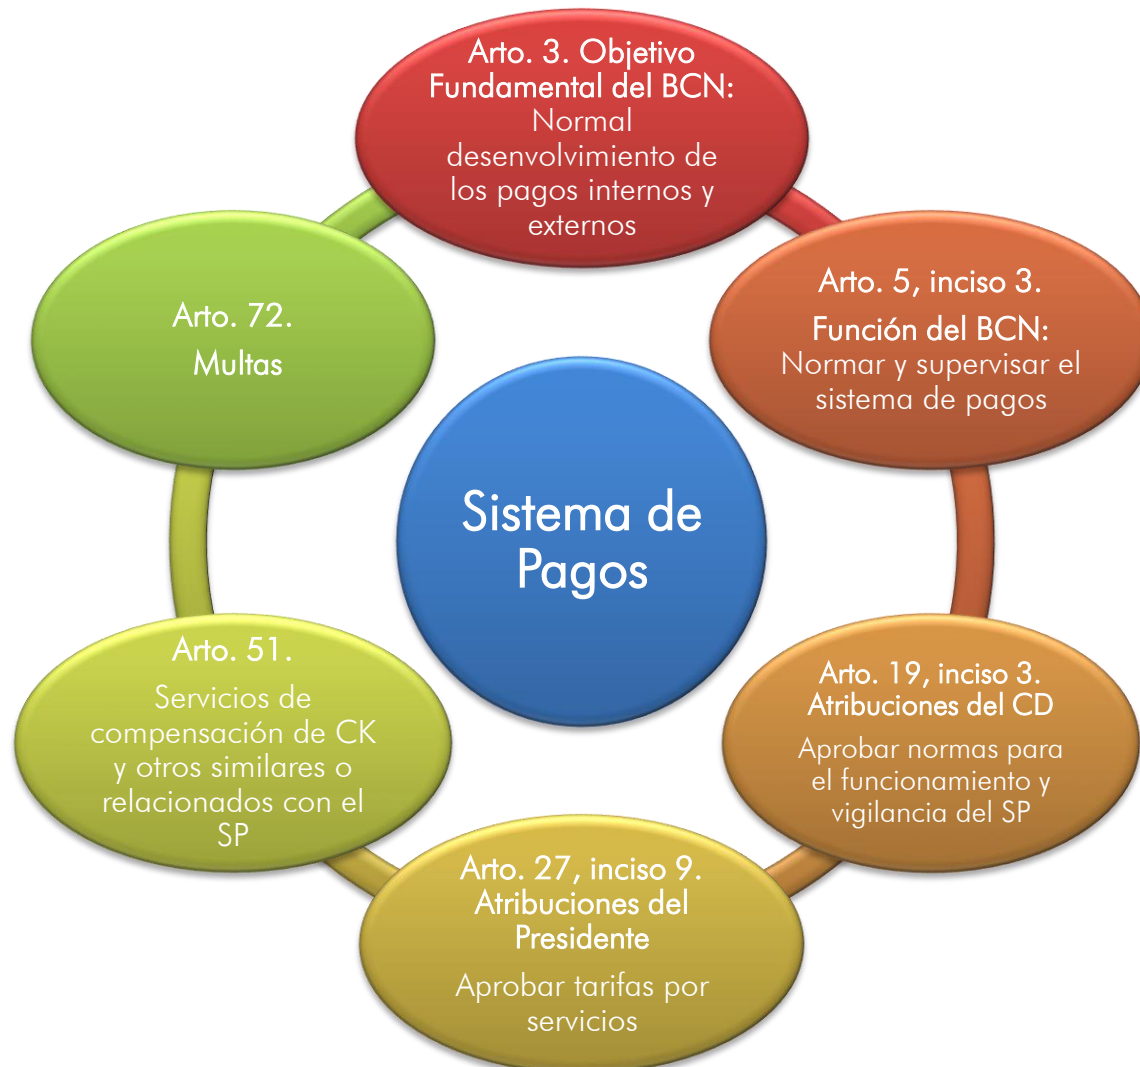 Arto. 3. Objetivo
Fundamental del BCN:
Normal
desenvolvimiento de
los pagos internos y
externos
Arto. 5, inciso 3.
Función del BCN:
Normar y supervisar el
sistema de pagos
Arto. 19, inciso 3.
Atribuciones del CD
Aprobar normas para
el funcionamiento y
vigilancia del SP
Arto. 27, inciso 9.
Atribuciones del
Presidente
Aprobar tarifas por
servicios
Arto. 51.
Servicios de
compensación de CK
y otros similares o
relacionados con el
SP
Arto. 72.
Multas
Sistema de
Pagos